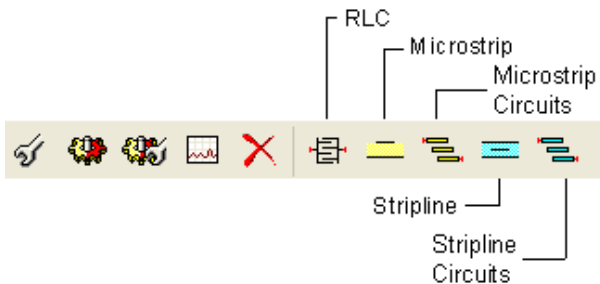 RLC
Microstrip
Microstrip
Circuits
Stripline
Stripline
Circuits